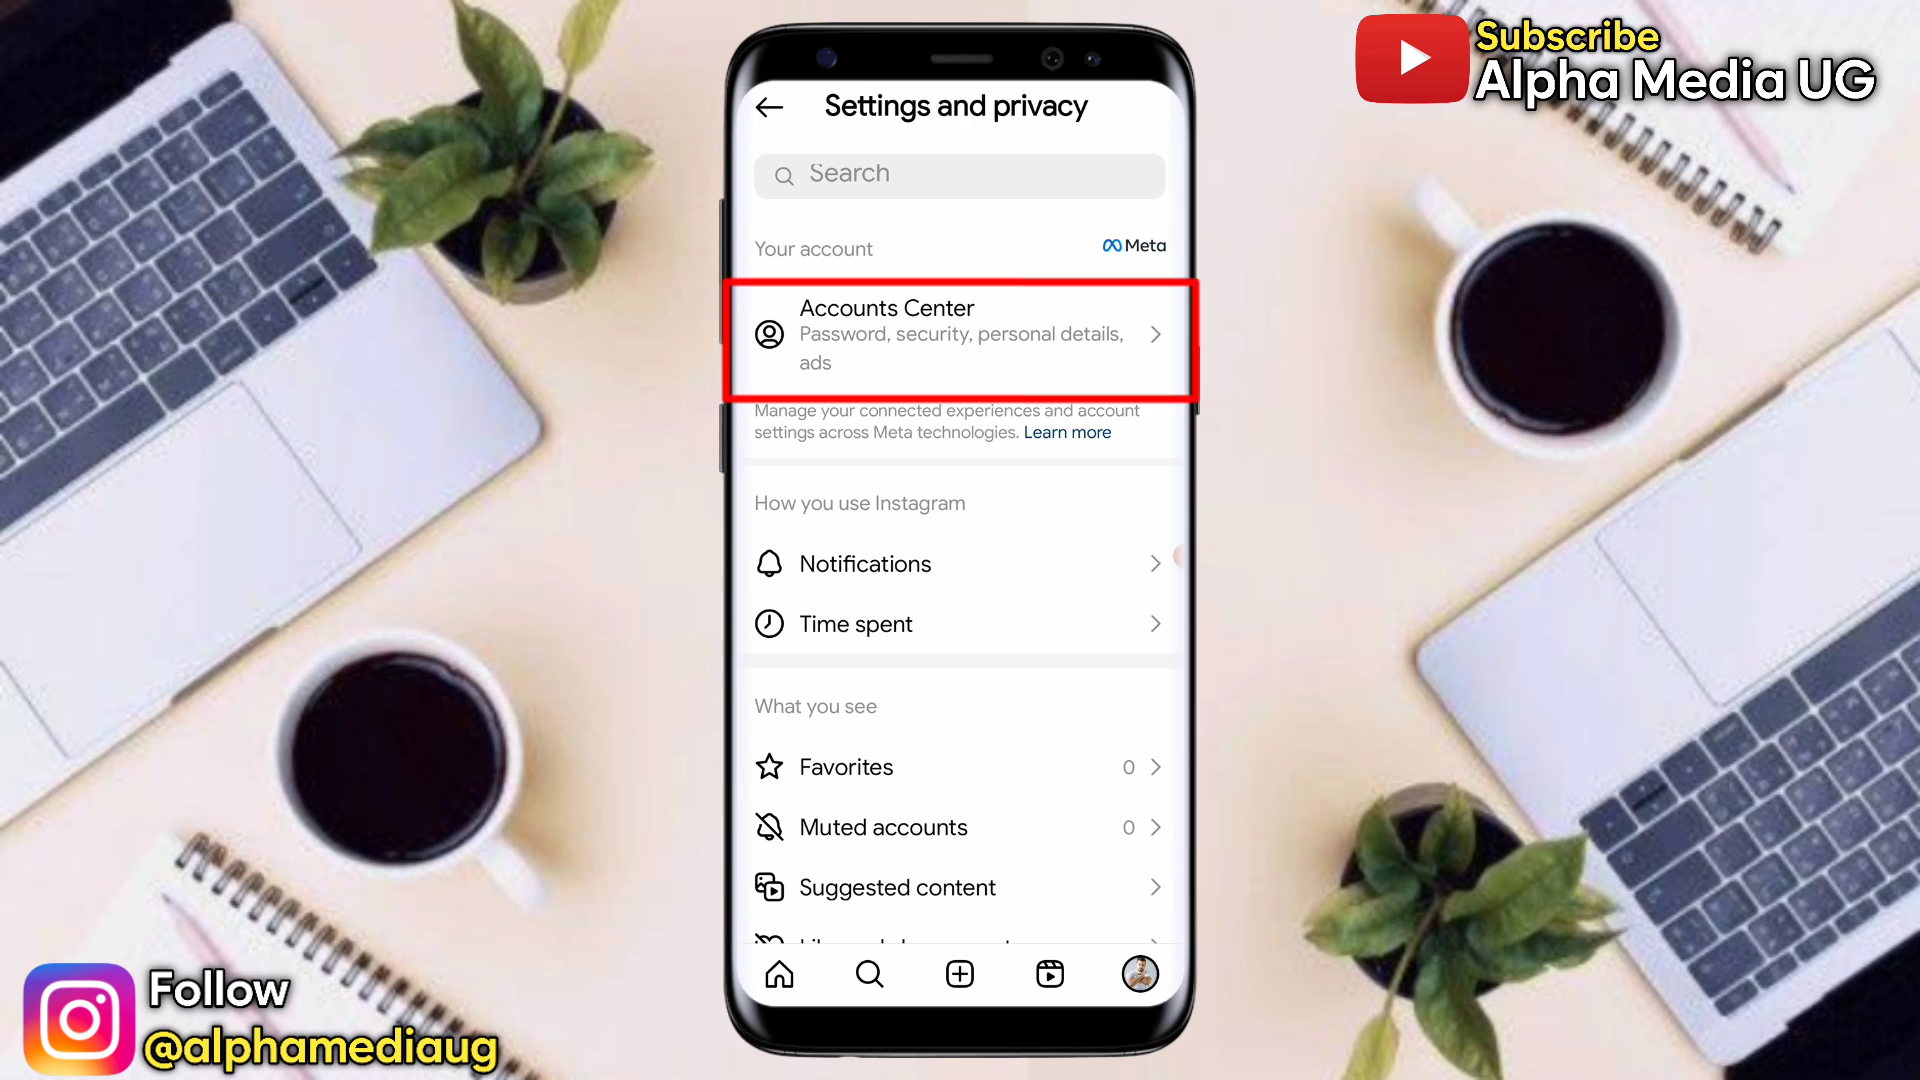 Subscribe
Alpha Media UG
Settings and privacy
Search
Your account
Meta
Accounts Center
Password, security, personal details,
ads
Manage your connected experiences and account
settings across Meta technologies. Learn more
How you use Instagram
Notifications
Time spent
What you see
Favorites 0
Muted accounts 0
Suggested content
Follow
@alphamediaug